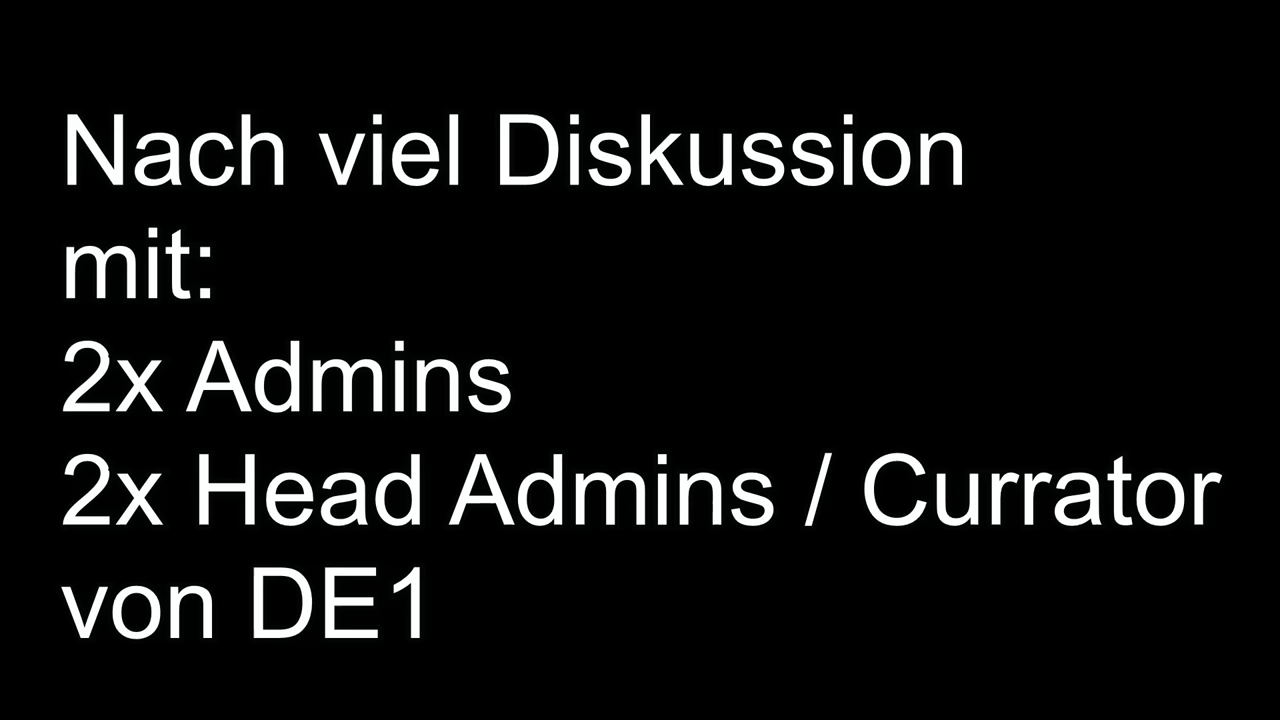 Nach viel Diskussion
mit:
2x Admins
2x Head Admins / Currator
von DE1